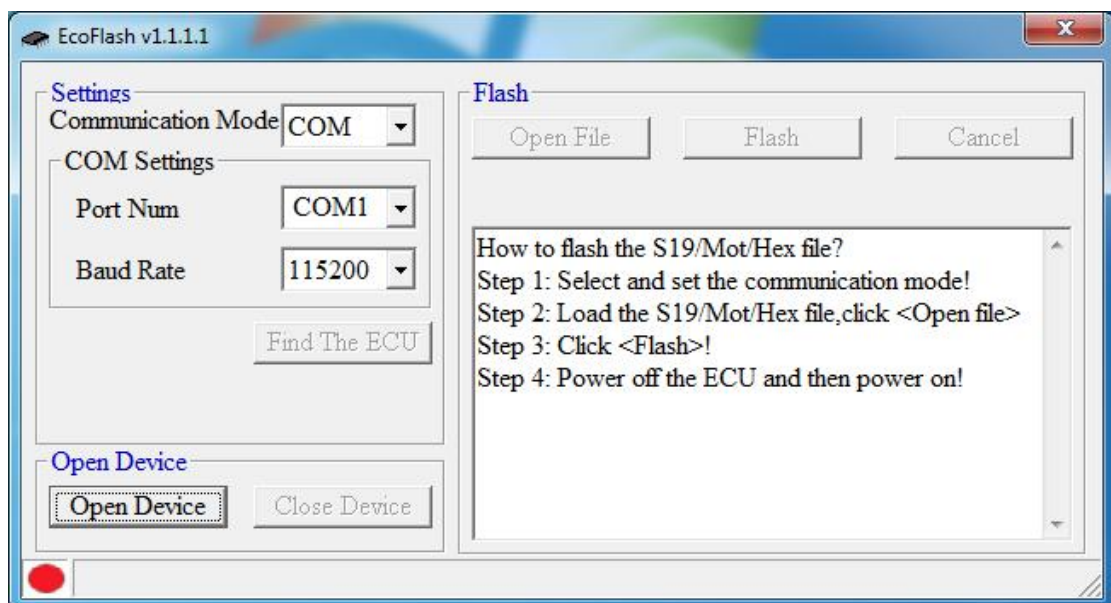 EcoFlash v1.1.1.1
Settings
Communication Mode COM
COM Settings
Port Num COM1
Baud Rate 115200
Find The ECU
Open Device
Open Device Close Device
Flash
Open File Flash Cancel
How to flash the S19/Mot/Hex file?
Step 1: Select and set the communication mode!
Step 2: Load the S19/Mot/Hex file,click <Open file>
Step 3: Click <Flash>!
Step 4: Power off the ECU and then power on!